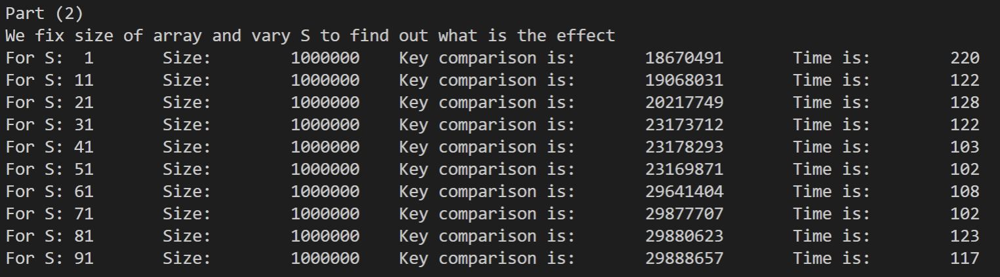 Part (2)
We fix size of array and vary S to find out what is the effect
For S:  1       Size:        1000000    Key comparison is:       18670491       Time is:        220
For S: 11       Size:        1000000    Key comparison is:       19068031       Time is:        122
For S: 21       Size:        1000000    Key comparison is:       20217749       Time is:        128
For S: 31       Size:        1000000    Key comparison is:       23173712       Time is:        122
For S: 41       Size:        1000000    Key comparison is:       23178293       Time is:        103
For S: 51       Size:        1000000    Key comparison is:       23169871       Time is:        102
For S: 61       Size:        1000000    Key comparison is:       29641404       Time is:        108
For S: 71       Size:        1000000    Key comparison is:       29877707       Time is:        102
For S: 81       Size:        1000000    Key comparison is:       29880623       Time is:        123
For S: 91       Size:        1000000    Key comparison is:       29888657       Time is:        117